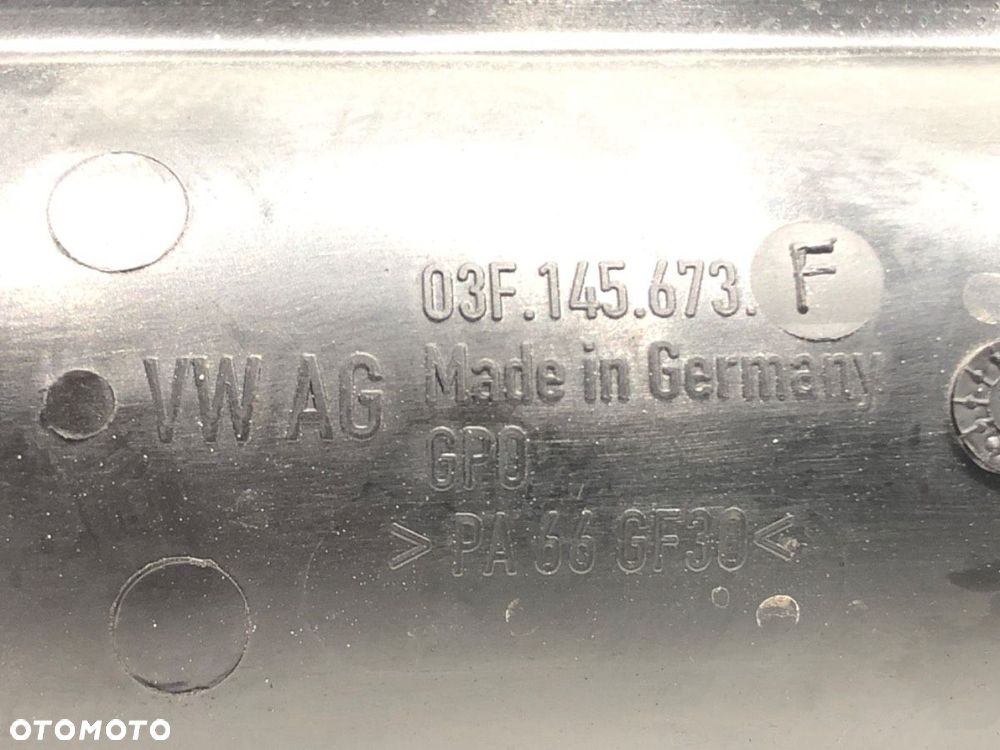 03F.145.673. F
VW AG
Made in Germany
GPO
> PA 66 GF30 <
OTOMOTO